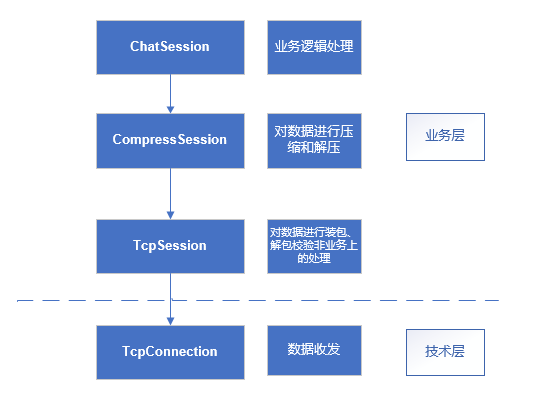 ChatSession
业务逻辑处理
CompressSession
对数据进行压
缩和解压
业务层
TcpSession
对数据进行装包、
解包校验非业务上
的处理
TcpConnection
数据收发
技术层